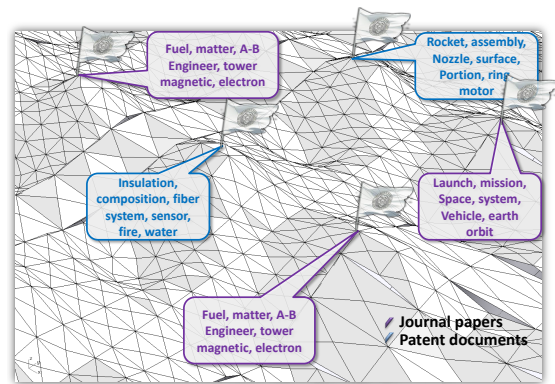 Fuel, matter, A-B
Engineer, tower
magnetic, electron
Rocket, assembly,
Nozzle, surface,
Portion, ring
motor
Insulation,
composition, fiber
system, sensor,
fire, water
Launch, mission,
Space, system,
Vehicle, earth
orbit
Fuel, matter, A-B
Engineer, tower
magnetic, electron
Journal papers
Patent documents